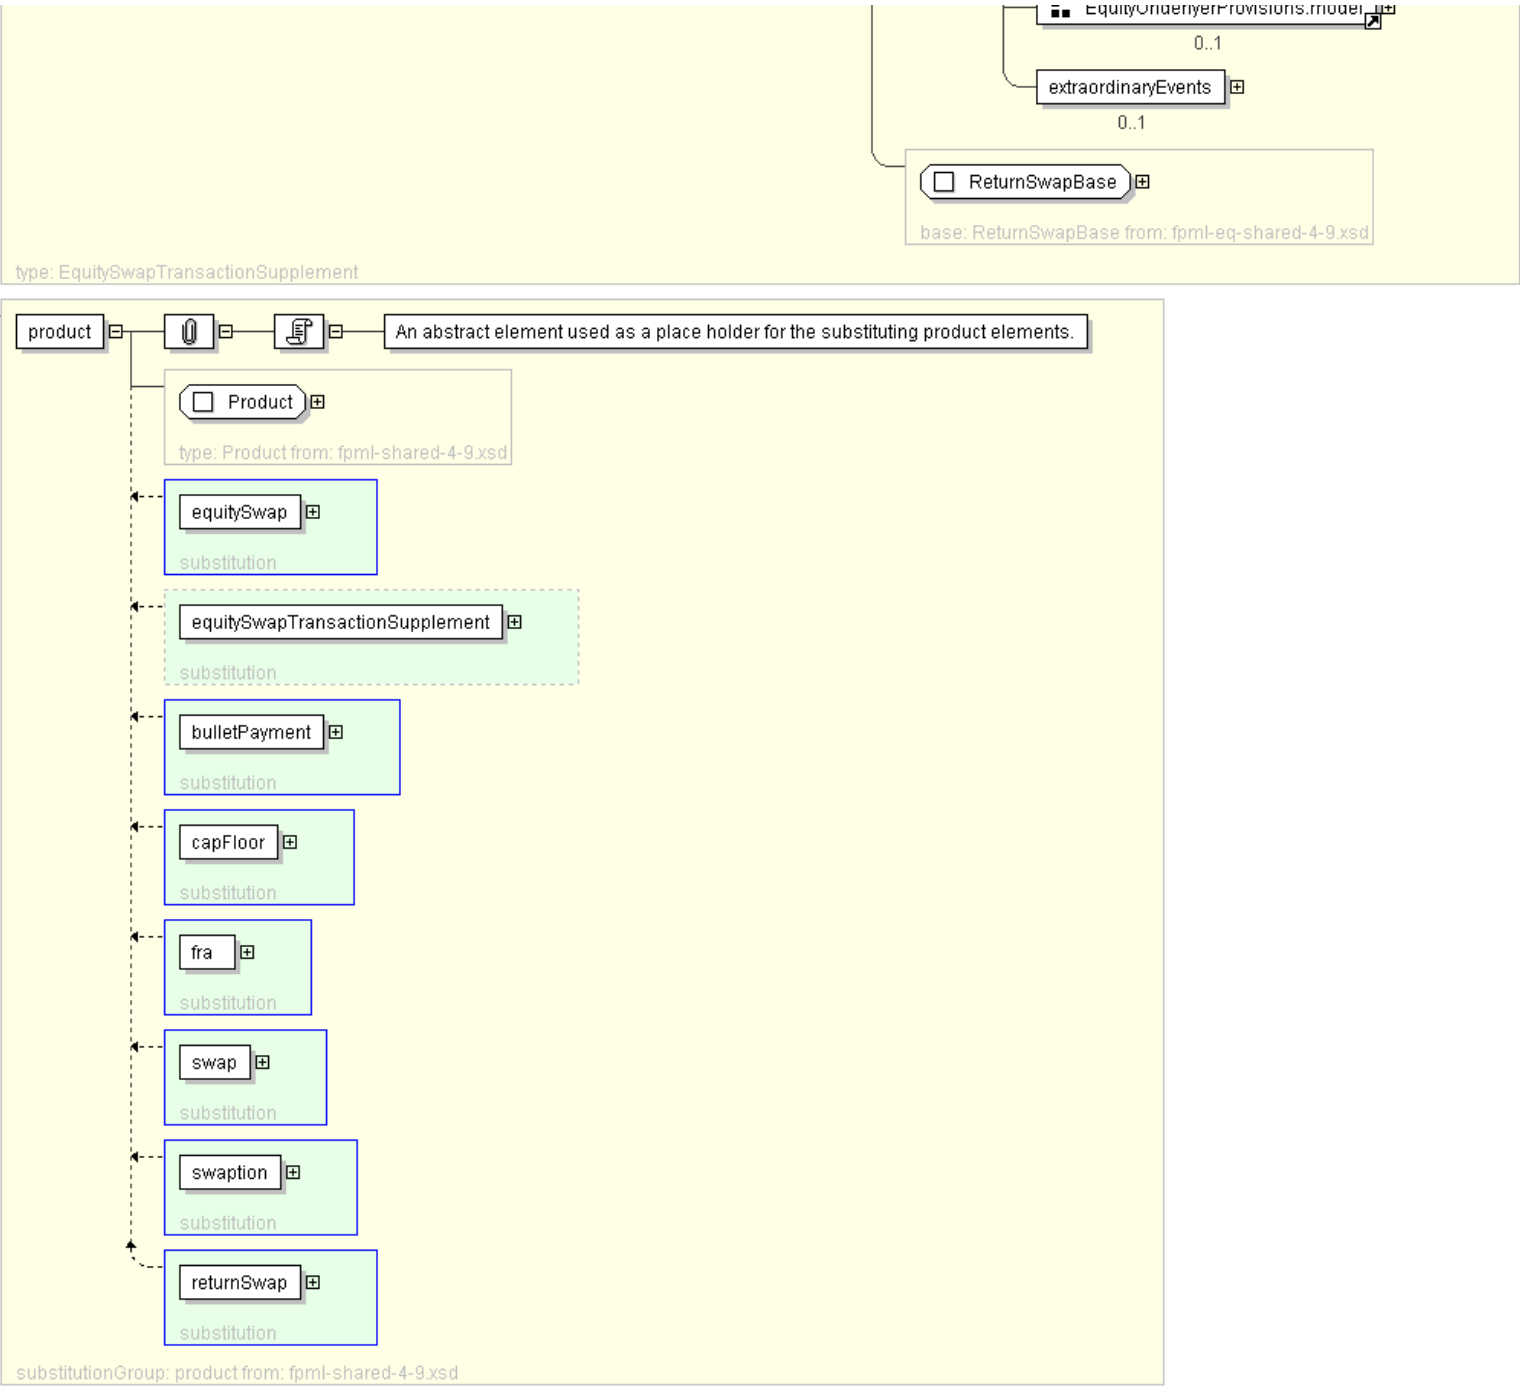 0..1
extraordinaryEvents
0..1
ReturnSwapBase
base: ReturnSwapBase from: fpml-eq-shared-4-9.xsd
type: EquitySwapTransactionSupplement
product
An abstract element used as a place holder for the substituting product elements.
Product
type: Product from: fpml-shared-4-9.xsd
equitySwap
substitution
equitySwapTransactionSupplement
substitution
bulletPayment
substitution
capFloor
substitution
fra
substitution
swap
substitution
swaption
substitution
returnSwap
substitution
substitutionGroup: product from: fpml-shared-4-9.xsd